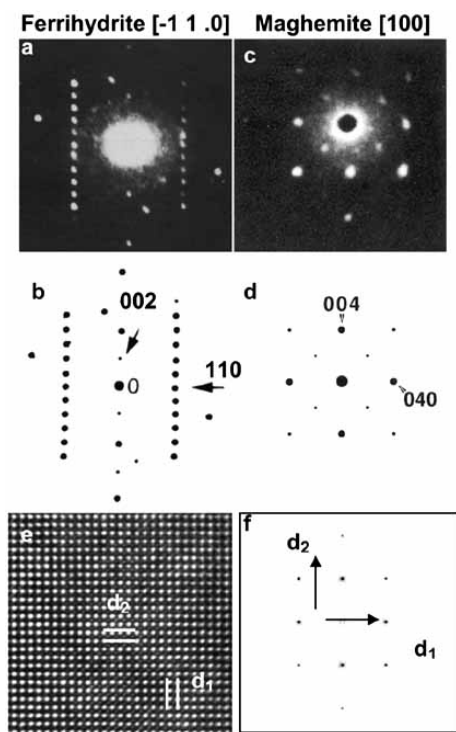 Ferrihydrite [-1 1 .0] Maghemite [100]
a
c
b
002
0
110
d
004
040
e
d2
d1
f
d2
d1